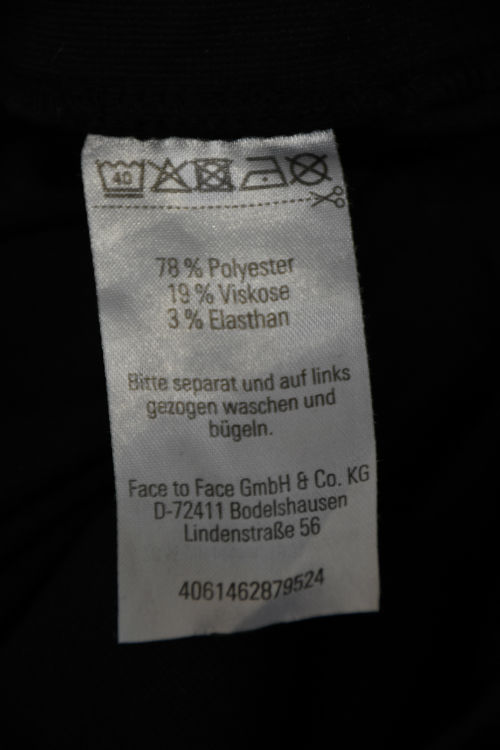 40
78 % Polyester
19 % Viskose
3 % Elasthan
Bitte separat und auf links
gezogen waschen und
bügeln.
Face to Face GmbH & Co. KG
D-72411 Bodelshausen
Lindenstraße 56
4061462879524